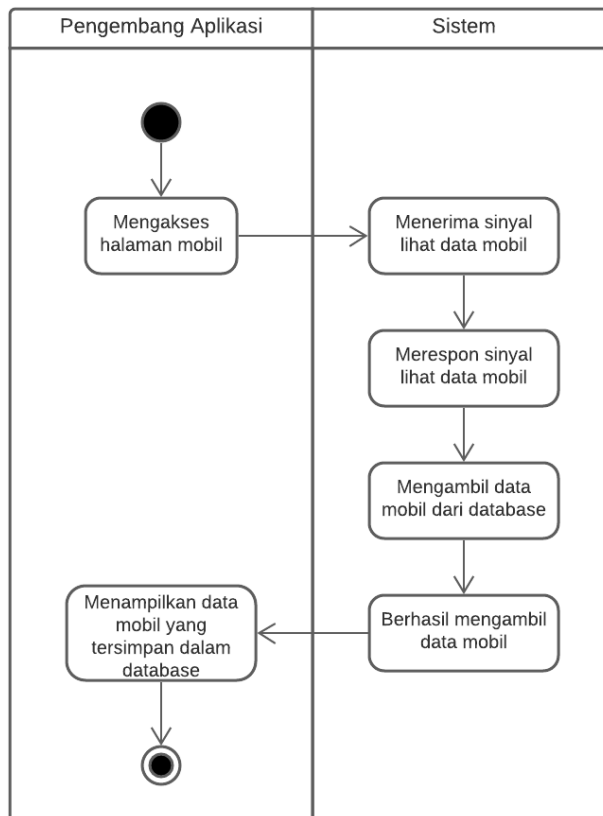 Pengembang Aplikasi
Sistem
Mengakses
halaman mobil
Menerima sinyal
lihat data mobil
Merespon sinyal
lihat data mobil
Mengambil data
mobil dari database
Berhasil mengambil
data mobil
Menampilkan data
mobil yang
tersimpan dalam
database